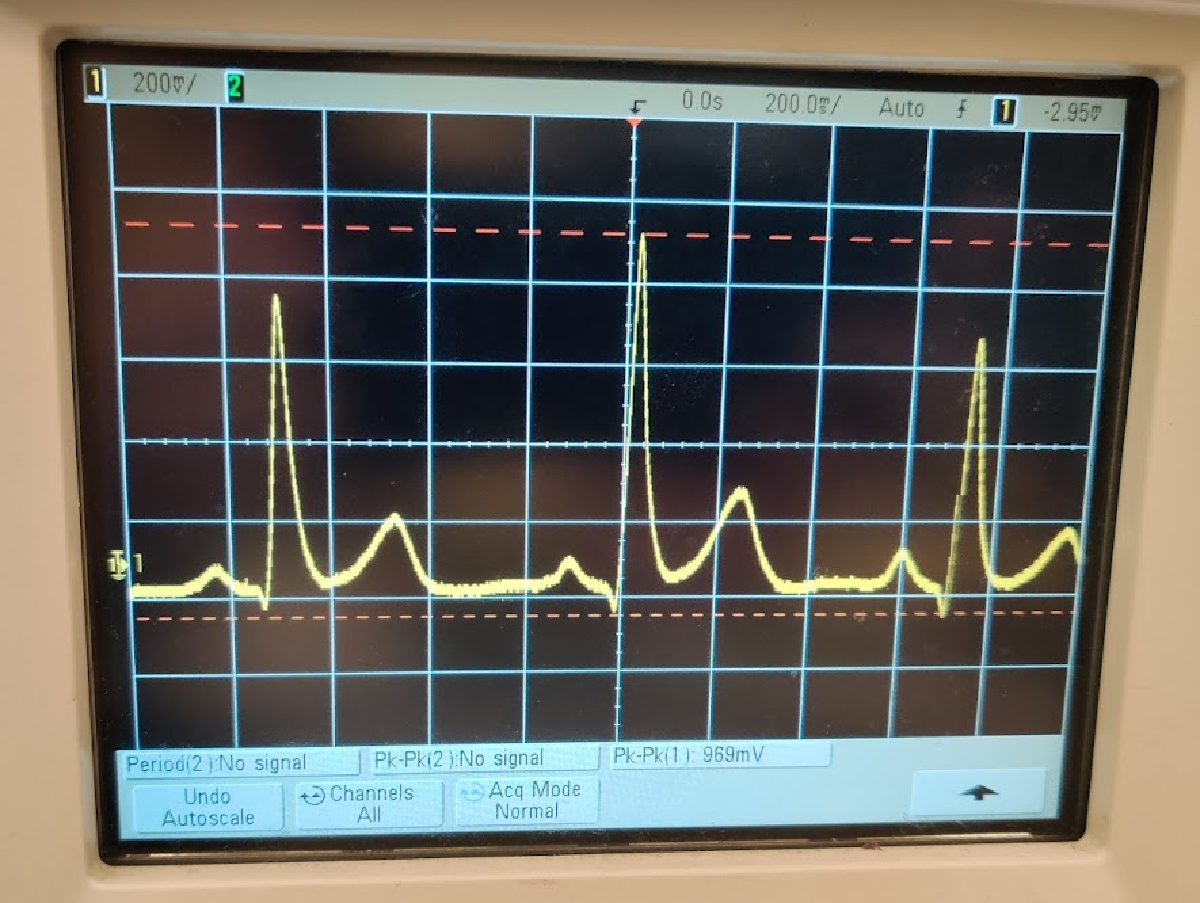 1 200mV/ 2 0.0s 200.0ms/ Auto 1 -2.95mV
1
Period(2):No signal Pk-Pk(2):No signal Pk-Pk(1): 969mV
Undo Channels Acq Mode
Autoscale All Normal